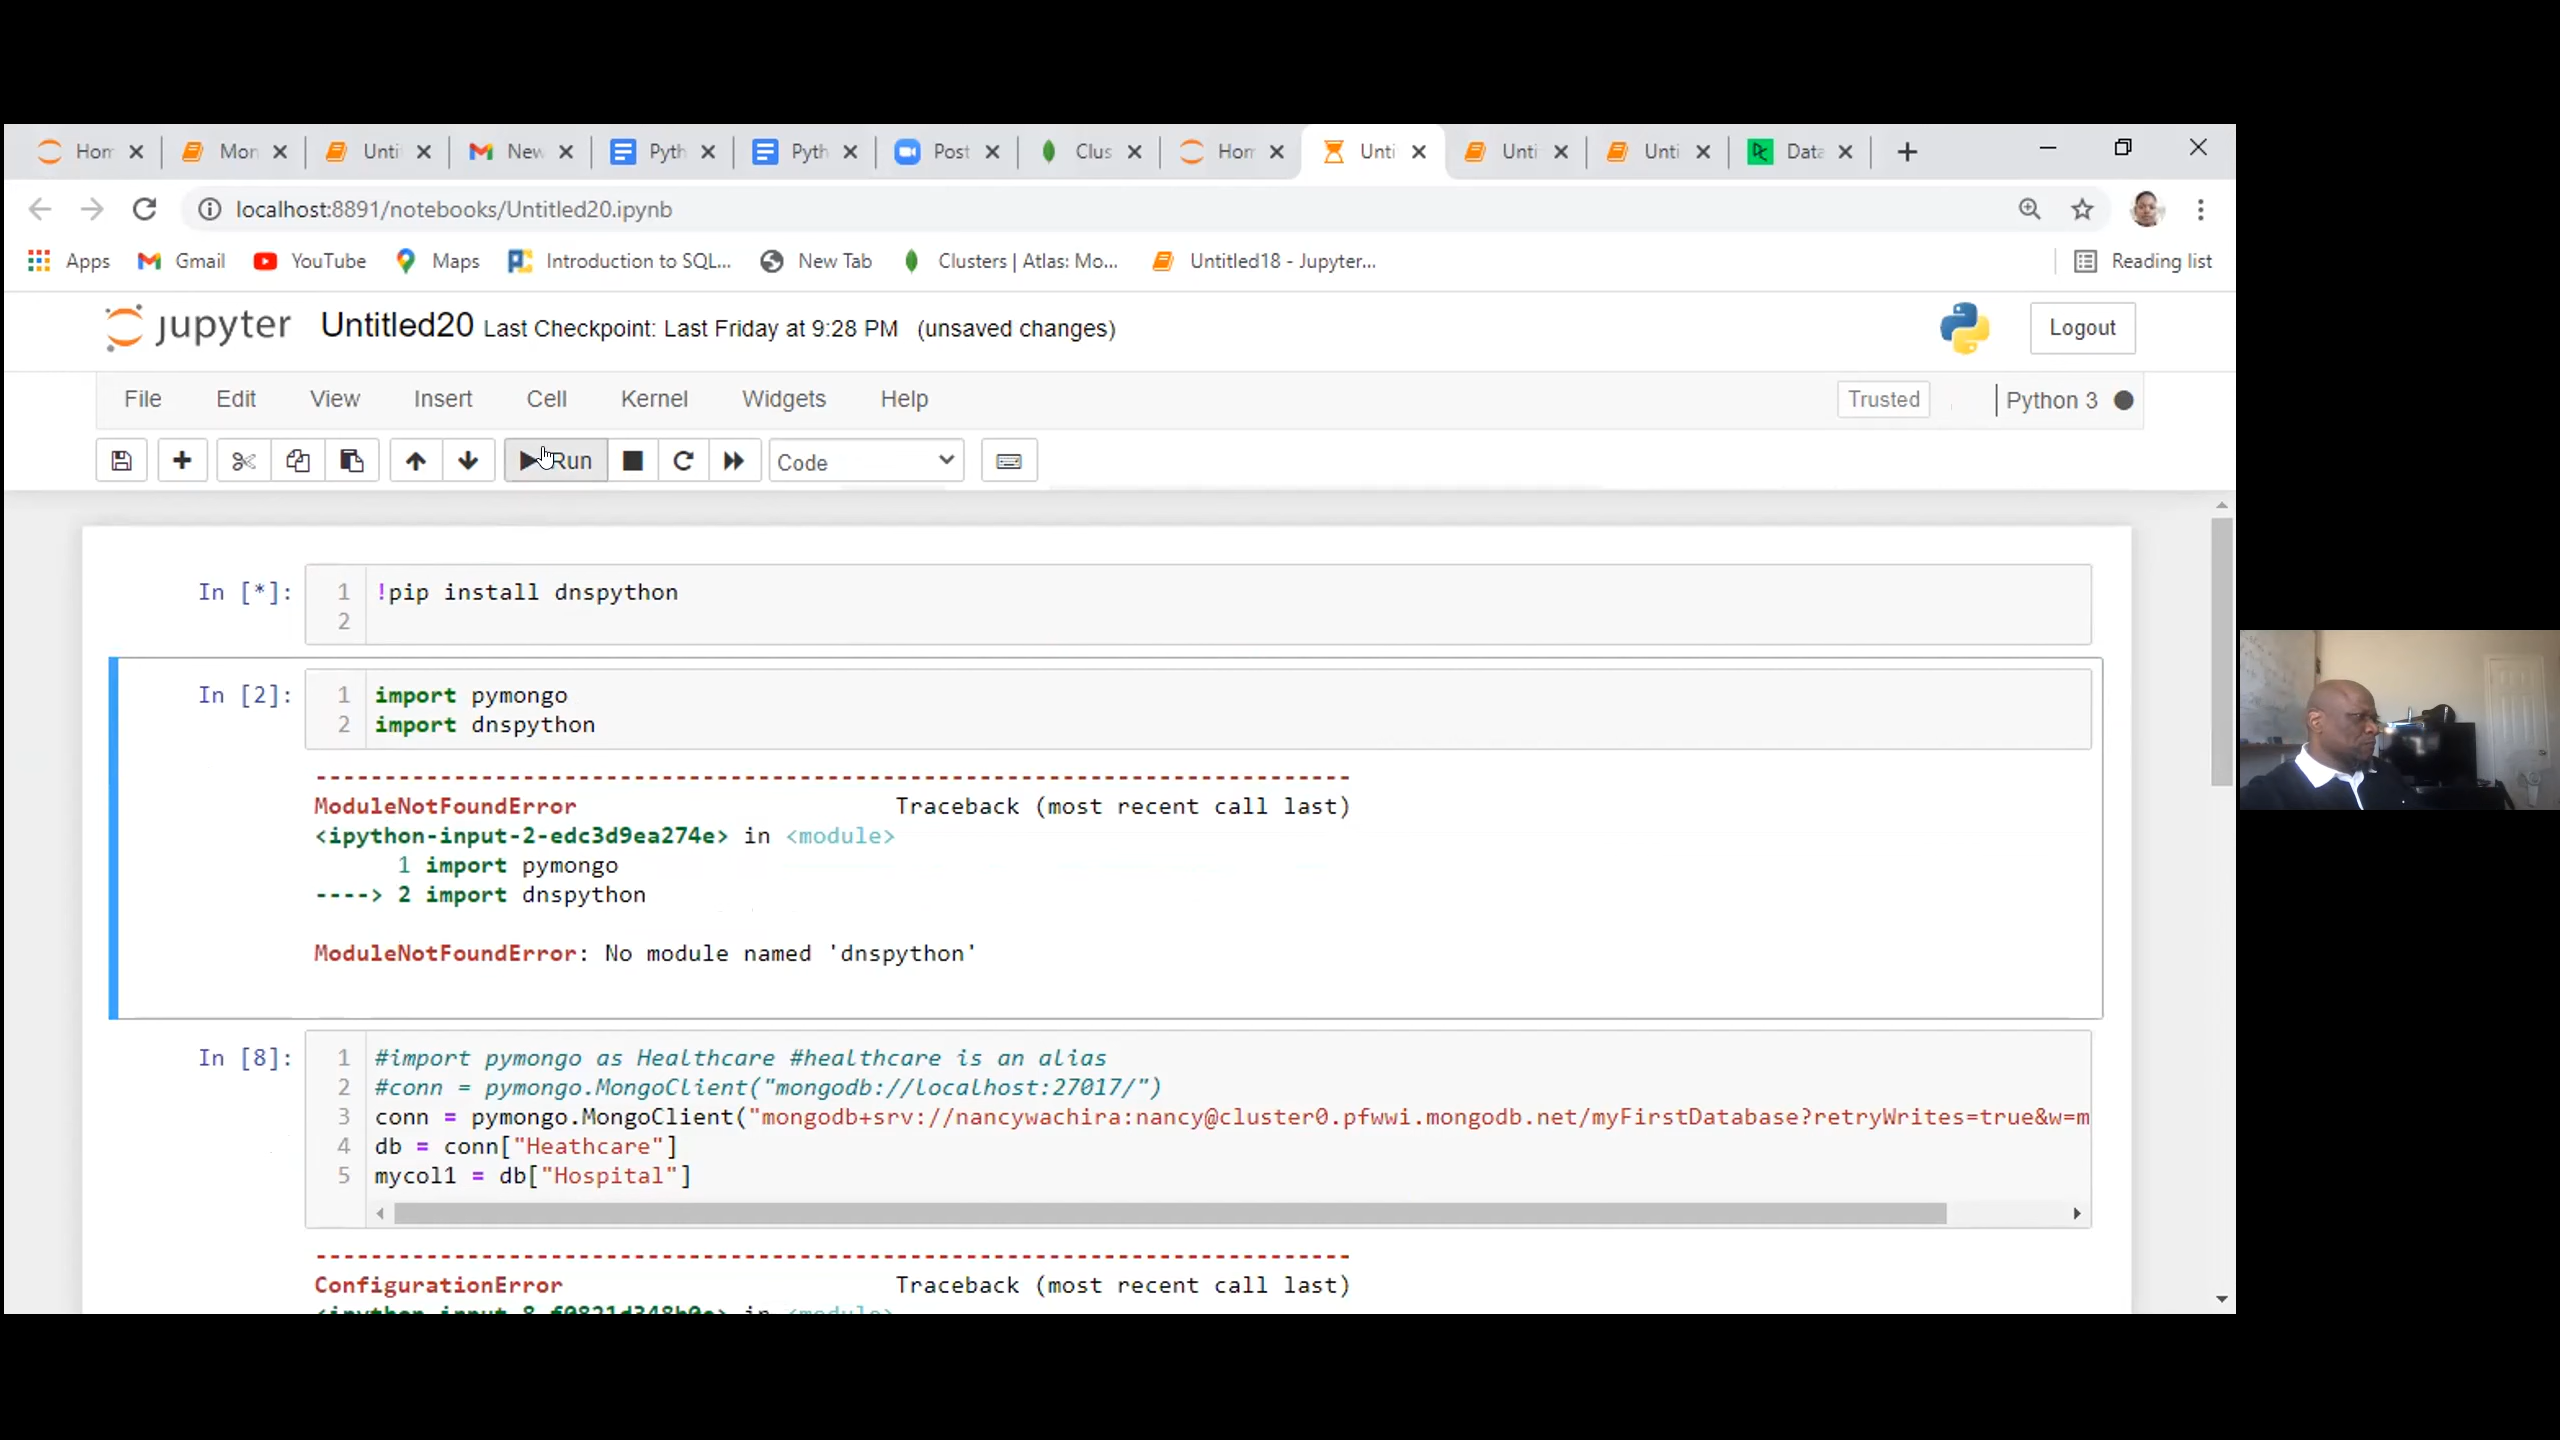 Hom
Mon
Unti
New
Pyth
Pyth
Post
Clus
Hom
Unti
Unti
Unti
Data
localhost:8891/notebooks/Untitled20.ipynb
Apps
Gmail
YouTube
Maps
Introduction to SQL...
New Tab
Clusters | Atlas: Mo...
Untitled18 - Jupyter...
Reading list
jupyter Untitled20 Last Checkpoint: Last Friday at 9:28 PM (unsaved changes)
Logout
File Edit View Insert Cell Kernel Widgets Help
Trusted
Python 3
Run
Code
In [*]: 1 !pip install dnspython
2
In [2]: 1 import pymongo
2 import dnspython
---------------------------------------------------------------------------
ModuleNotFoundError Traceback (most recent call last)
<ipython-input-2-edc3d9ea274e> in <module>
1 import pymongo
----> 2 import dnspython
ModuleNotFoundError: No module named 'dnspython'
In [8]: 1 #import pymongo as Healthcare #healthcare is an alias
2 #conn = pymongo.MongoClient("mongodb://localhost:27017/")
3 conn = pymongo.MongoClient("mongodb+srv://nancywachira:nancy@cluster0.pfwwi.mongodb.net/myFirstDatabase?retryWrites=true&w=m
4 db = conn["Heathcare"]
5 mycol1 = db["Hospital"]
---------------------------------------------------------------------------
ConfigurationError Traceback (most recent call last)